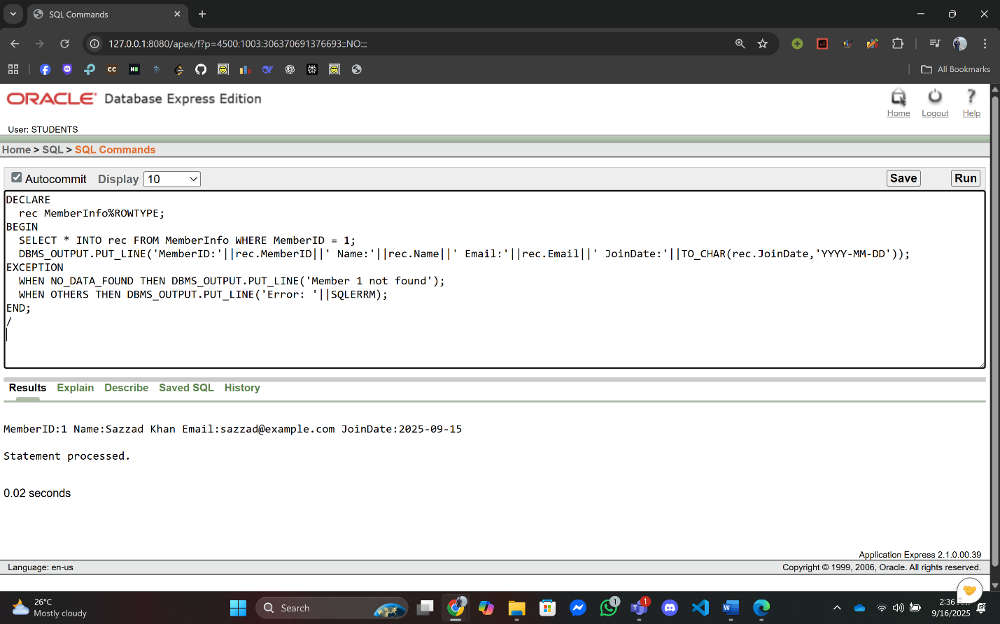 SQL Commands
127.0.0.1:8080/apex/f?p=4500:1003:306370691376693::NO:::
All Bookmarks
ORACLE Database Express Edition
Home Logout Help
User: STUDENTS
Home > SQL > SQL Commands
Autocommit Display 10 Save Run
DECLARE
  rec MemberInfo%ROWTYPE;
BEGIN
  SELECT * INTO rec FROM MemberInfo WHERE MemberID = 1;
  DBMS_OUTPUT.PUT_LINE('MemberID:'||rec.MemberID||' Name:'||rec.Name||' Email:'||rec.Email||' JoinDate:'||TO_CHAR(rec.JoinDate,'YYYY-MM-DD'));
EXCEPTION
  WHEN NO_DATA_FOUND THEN DBMS_OUTPUT.PUT_LINE('Member 1 not found');
  WHEN OTHERS THEN DBMS_OUTPUT.PUT_LINE('Error: '||SQLERRM);
END;
/
Results Explain Describe Saved SQL History
MemberID:1 Name:Sazzad Khan Email:sazzad@example.com JoinDate:2025-09-15
Statement processed.
0.02 seconds
Application Express 2.1.0.00.39
Language: en-us Copyright © 1999, 2006, Oracle. All rights reserved.
26°C
Mostly cloudy
Search
1
1
2:36
9/16/2025